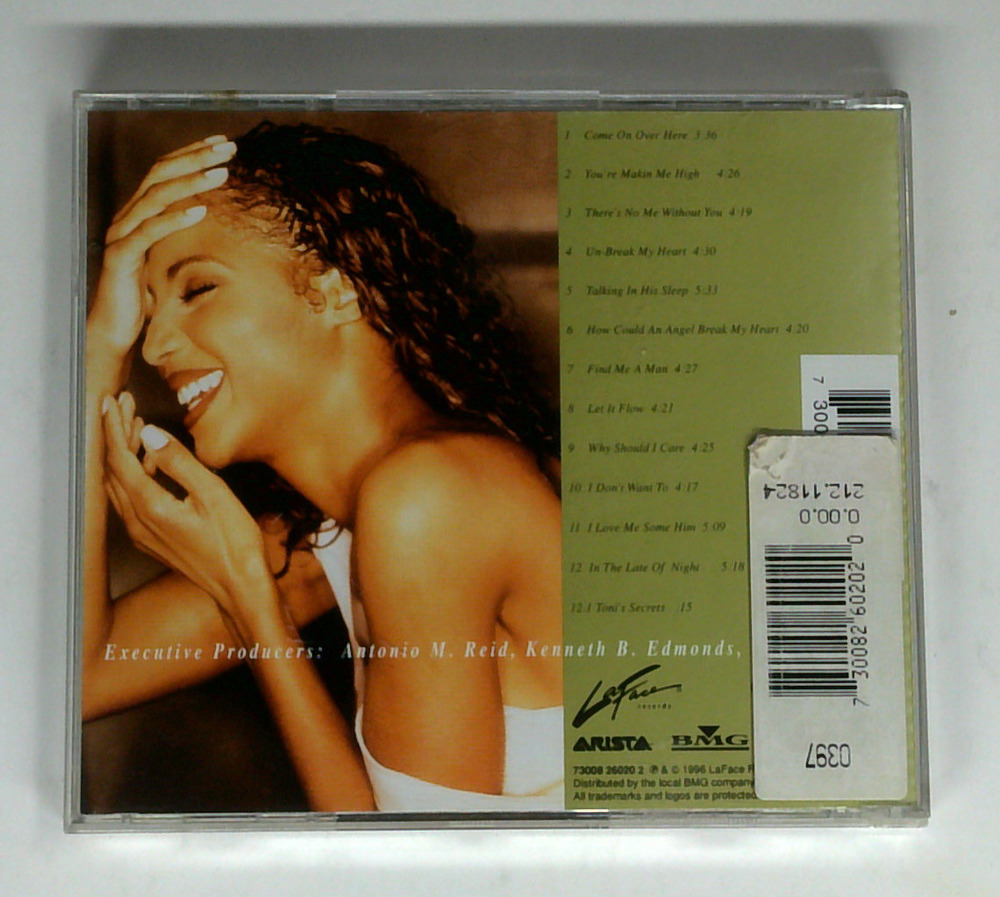 1 Come On Over Here 3:36
2 You're Makin Me High 4:26
3 There's No Me Without You 4:19
4 Un-Break My Heart 4:30
5 Talking In His Sleep 5:33
6 How Could An Angel Break My Heart 4:20
7 Find Me A Man 4:27
8 Let It Flow 4:21
9 Why Should I Care 4:25
10 I Don't Want To 4:17
11 I Love Me Some Him 5:09
12 In The Late Of Night 5:18
12.1 Toni's Secrets :15
Executive Producers: Antonio M. Reid, Kenneth B. Edmonds,
LaFace
records
ARISTA BMG
73008 26020 2 ℗ & © 1996 LaFace
Distributed by the local BMG company
All trademarks and logos are protected
7 300
212.11824
0.00.0
7 30082 60202 0
0397